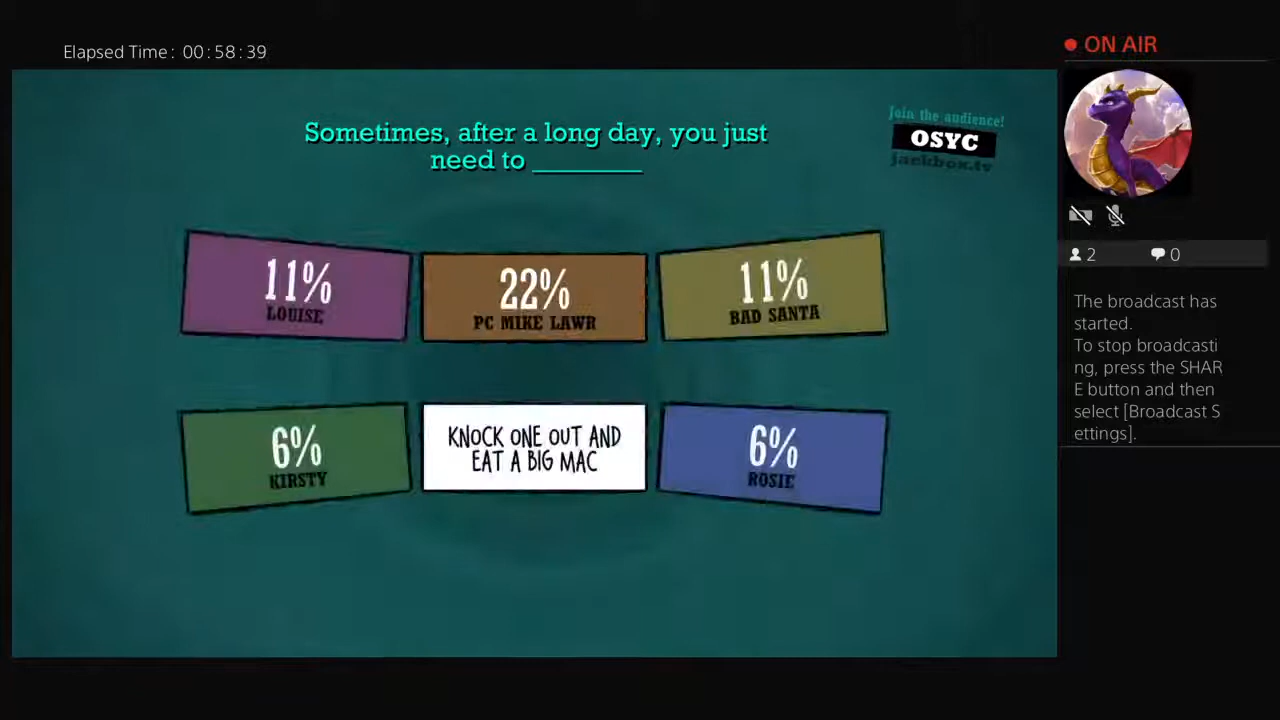 Elapsed Time: 00:58:39
ON AIR
Sometimes, after a long day, you just
need to ________
Join the audience!
OSYC
jackbox.tv
11%
LOUISE
22%
PC MIKE LAWR
11%
BAD SANTA
6%
KIRSTY
KNOCK ONE OUT AND
EAT A BIG MAC
6%
ROSIE
2
0
The broadcast has
started.
To stop broadcasti
ng, press the SHAR
E button and then
select [Broadcast S
ettings].